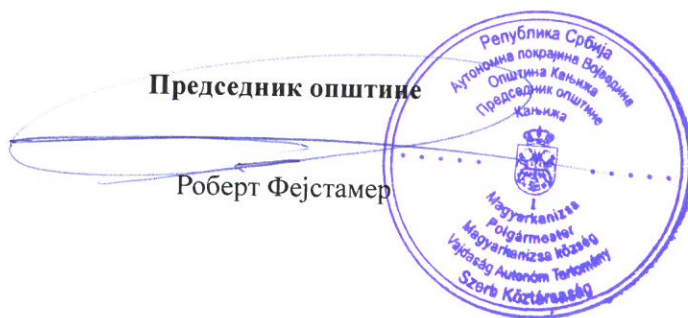 Председник општине
Роберт Фејстамер
Република Србија
Аутономна покрајина Војводина
Општина Кањижа
Председник општине
Кањижа
I
Magyarkanizsa
Polgármester
Magyarkanizsa község
Vajdaság Autonóm Tartomány
Szerb Köztársaság